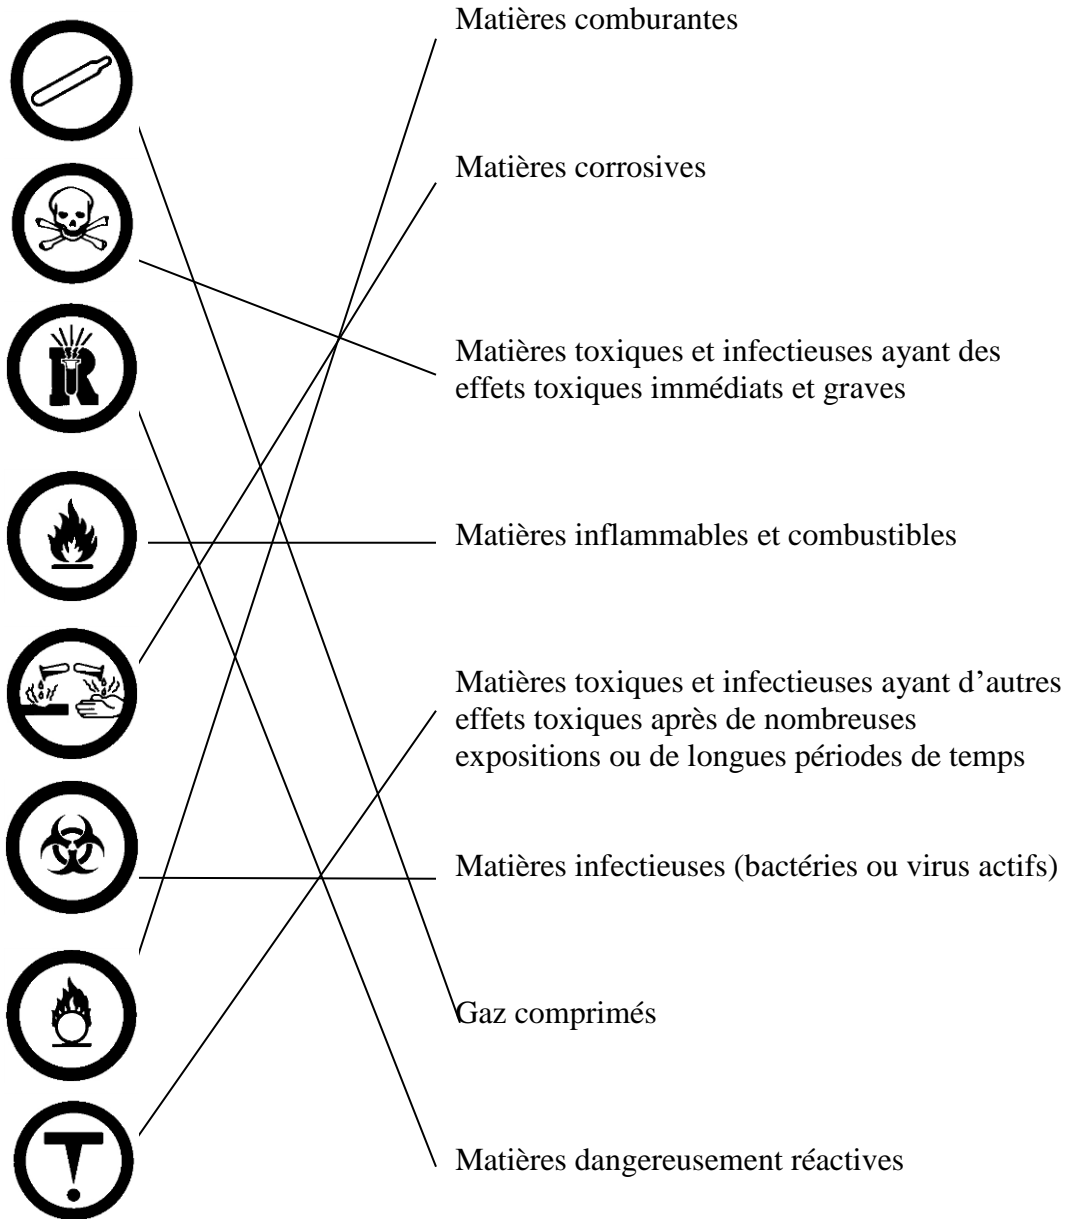 Matières comburantes
Matières corrosives
Matières toxiques et infectieuses ayant des
effets toxiques immédiats et graves
R
Matières inflammables et combustibles
Matières toxiques et infectieuses ayant d’autres
effets toxiques après de nombreuses
expositions ou de longues périodes de temps
Matières infectieuses (bactéries ou virus actifs)
Gaz comprimés
Matières dangereusement réactives